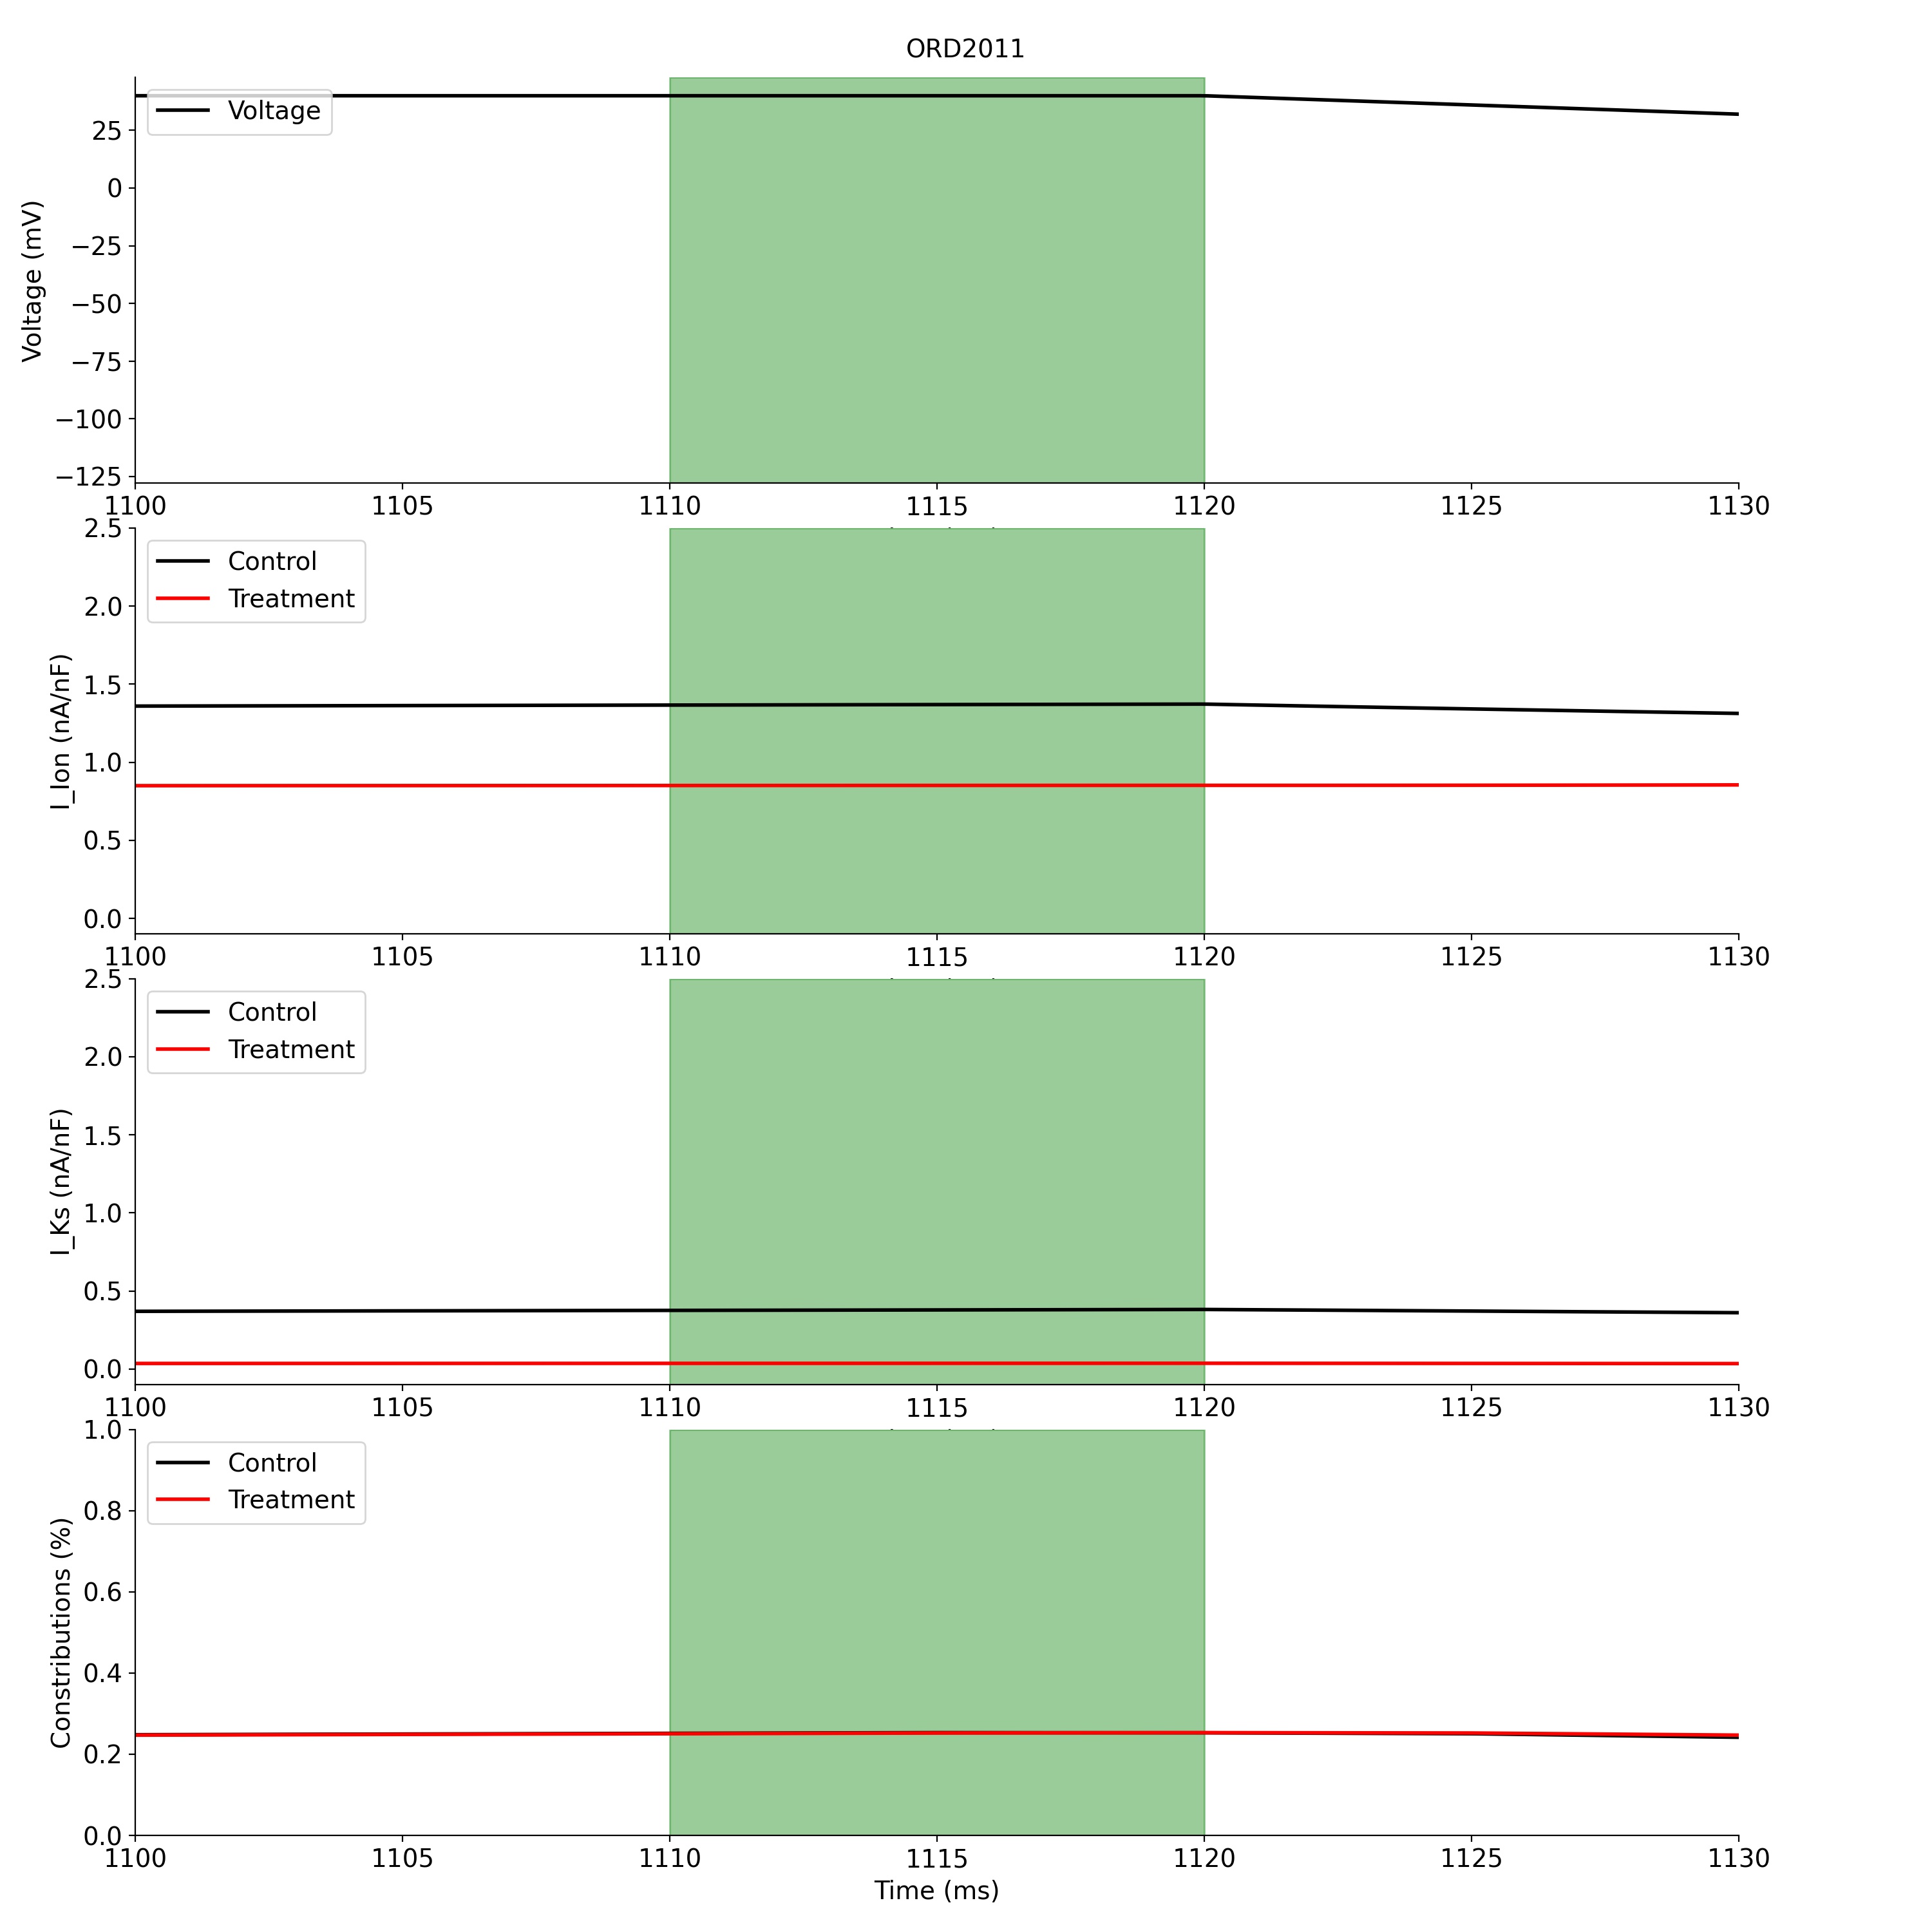 ORD2011
Voltage
Voltage (mV)
25
0
−25
−50
−75
−100
−125
1100 1105 1110 1115 1120 1125 1130
Control
Treatment
I_Ion (nA/nF)
2.5
2.0
1.5
1.0
0.5
0.0
1100 1105 1110 1115 1120 1125 1130
Control
Treatment
I_Ks (nA/nF)
2.5
2.0
1.5
1.0
0.5
0.0
1100 1105 1110 1115 1120 1125 1130
Control
Treatment
Constributions (%)
1.0
0.8
0.6
0.4
0.2
0.0
1100 1105 1110 1115 1120 1125 1130
Time (ms)